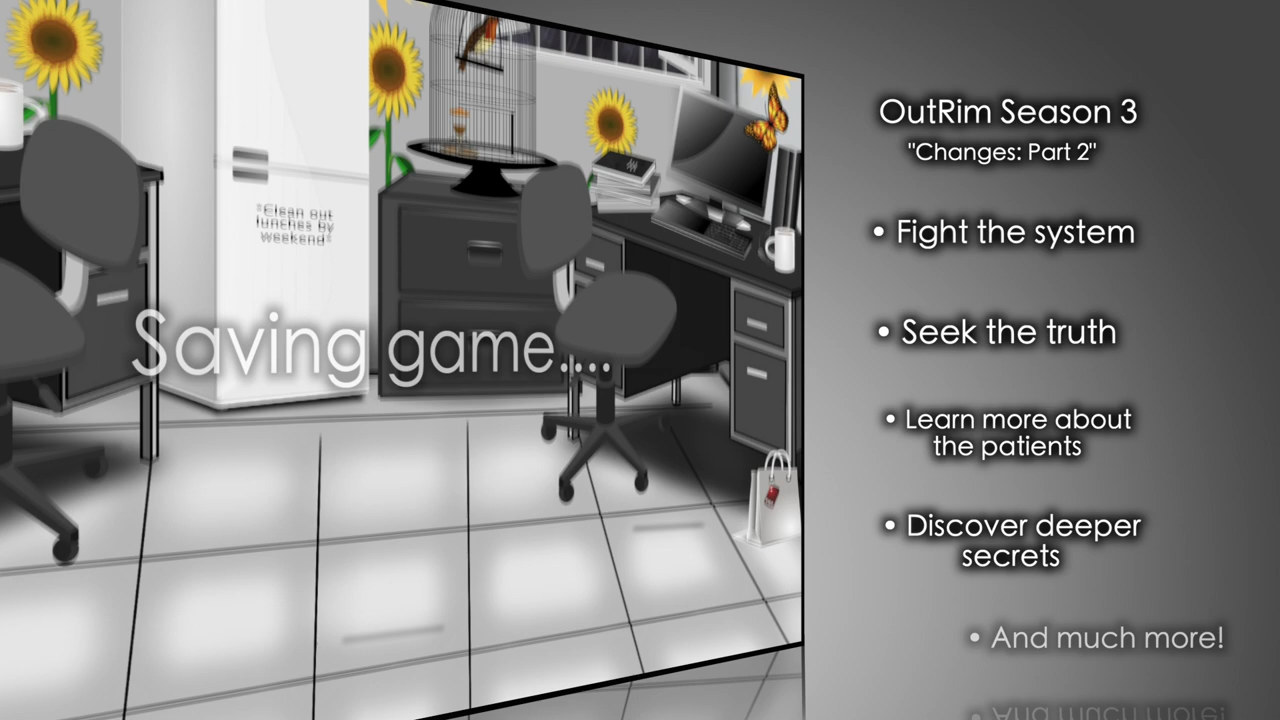 *Clean out
lunches by
weekend*
Saving game....
OutRim Season 3
"Changes: Part 2"
• Fight the system
• Seek the truth
• Learn more about
the patients
• Discover deeper
secrets
• And much more!